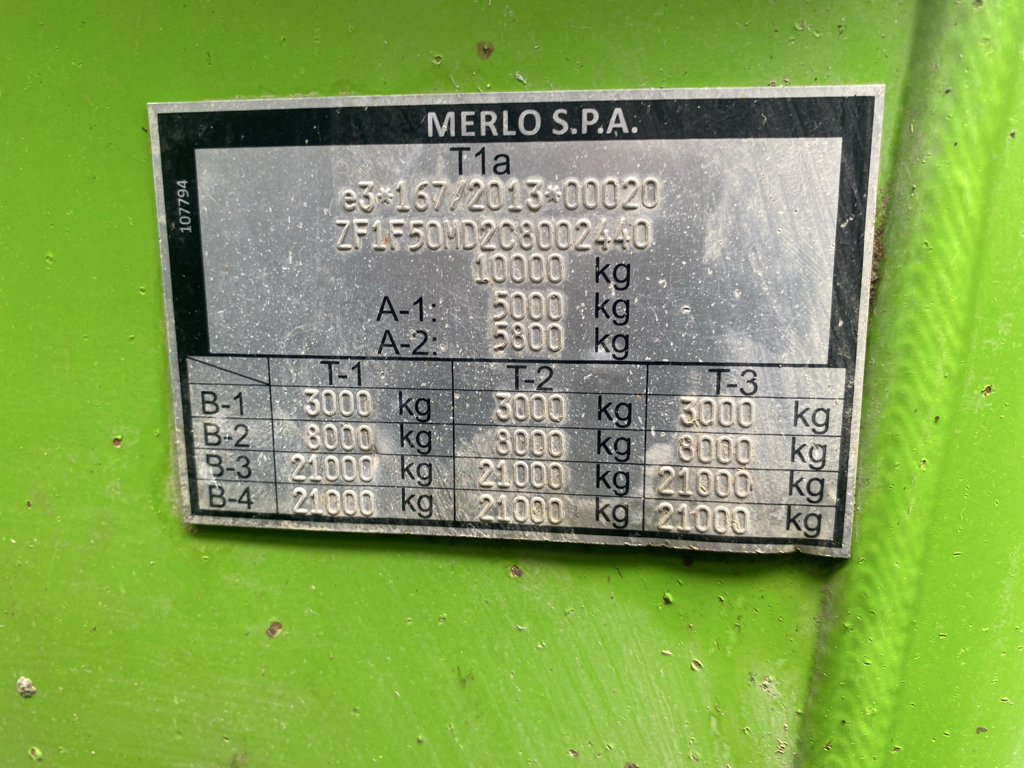 MERLO S.P.A.
107794
T1a
e3*167/2013*00020
ZF1F50MD2C8002440
10000 kg
A-1: 5000 kg
A-2: 5800 kg
T-1 T-2 T-3
B-1 3000 kg 3000 kg 3000 kg
B-2 8000 kg 8000 kg 8000 kg
B-3 21000 kg 21000 kg 21000 kg
B-4 21000 kg 21000 kg 21000 kg